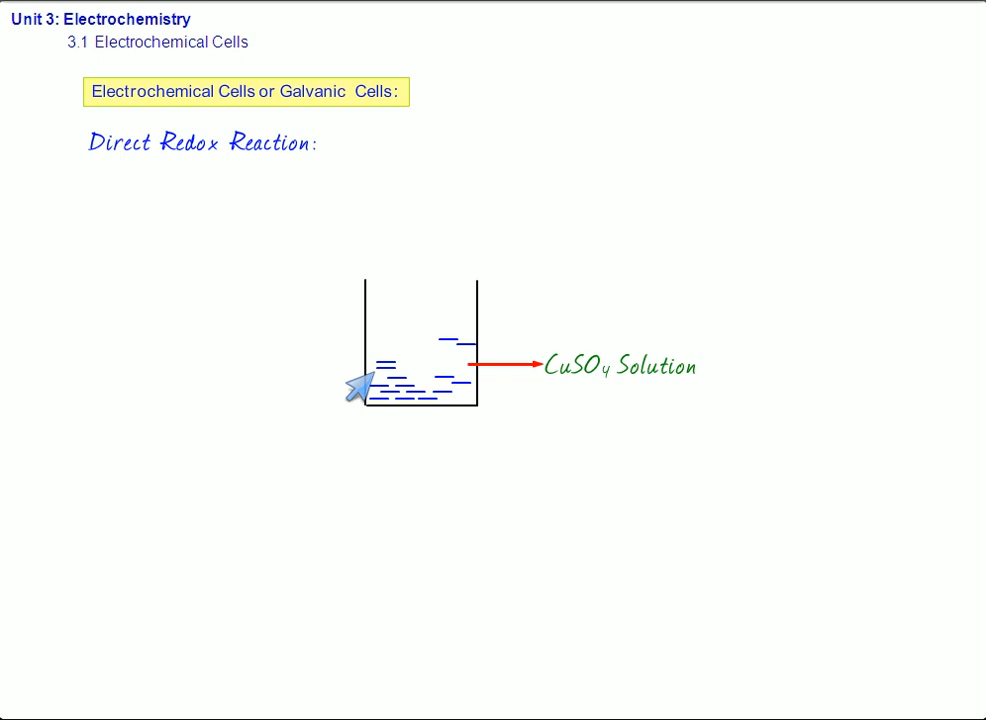 Unit 3: Electrochemistry
3.1 Electrochemical Cells
Electrochemical Cells or Galvanic Cells:
Direct Redox Reaction:
CuSO₄ Solution